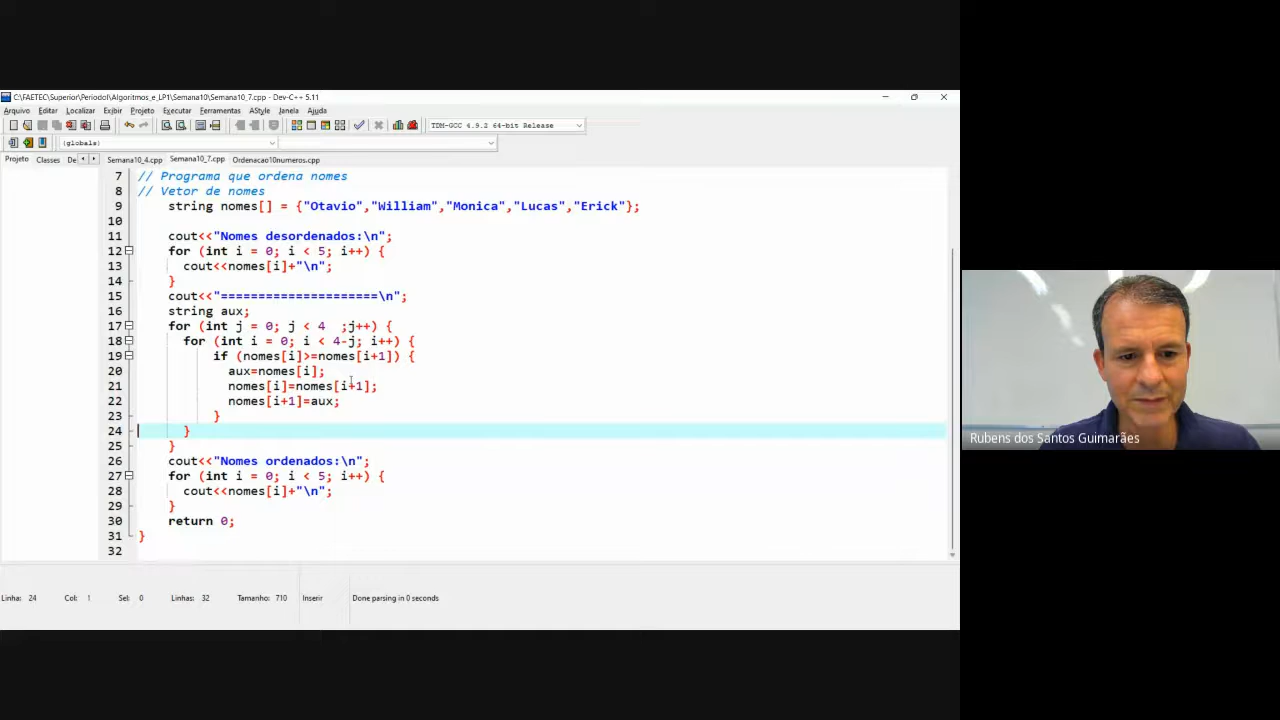 C:\FAETEC\Superior\PeriodoI\Algoritmos_e_LP1\Semana10\Semana10_7.cpp - Dev-C++ 5.11
Arquivo Editar Localizar Exibir Projeto Executar Ferramentas AStyle Janela Ajuda
TDM-GCC 4.9.2 64-bit Release
(globals)
Projeto Classes De Semana10_4.cpp Semana10_7.cpp Ordenacao10numeros.cpp
7 // Programa que ordena nomes
8 // Vetor de nomes
9 string nomes[] = {"Otavio","William","Monica","Lucas","Erick"};
10
11 cout<<"Nomes desordenados:\n";
12 for (int i = 0; i < 5; i++) {
13 cout<<nomes[i]+"\n";
14 }
15 cout<<"=====================\n";
16 string aux;
17 for (int j = 0; j < 4 ;j++) {
18 for (int i = 0; i < 4-j; i++) {
19 if (nomes[i]>=nomes[i+1]) {
20 aux=nomes[i];
21 nomes[i]=nomes[i+1];
22 nomes[i+1]=aux;
23 }
24 }
25 }
26 cout<<"Nomes ordenados:\n";
27 for (int i = 0; i < 5; i++) {
28 cout<<nomes[i]+"\n";
29 }
30 return 0;
31 }
32
Linha: 24 Col: 1 Sel: 0 Linhas: 32 Tamanho: 710 Inserir Done parsing in 0 seconds
Rubens dos Santos Guimarães